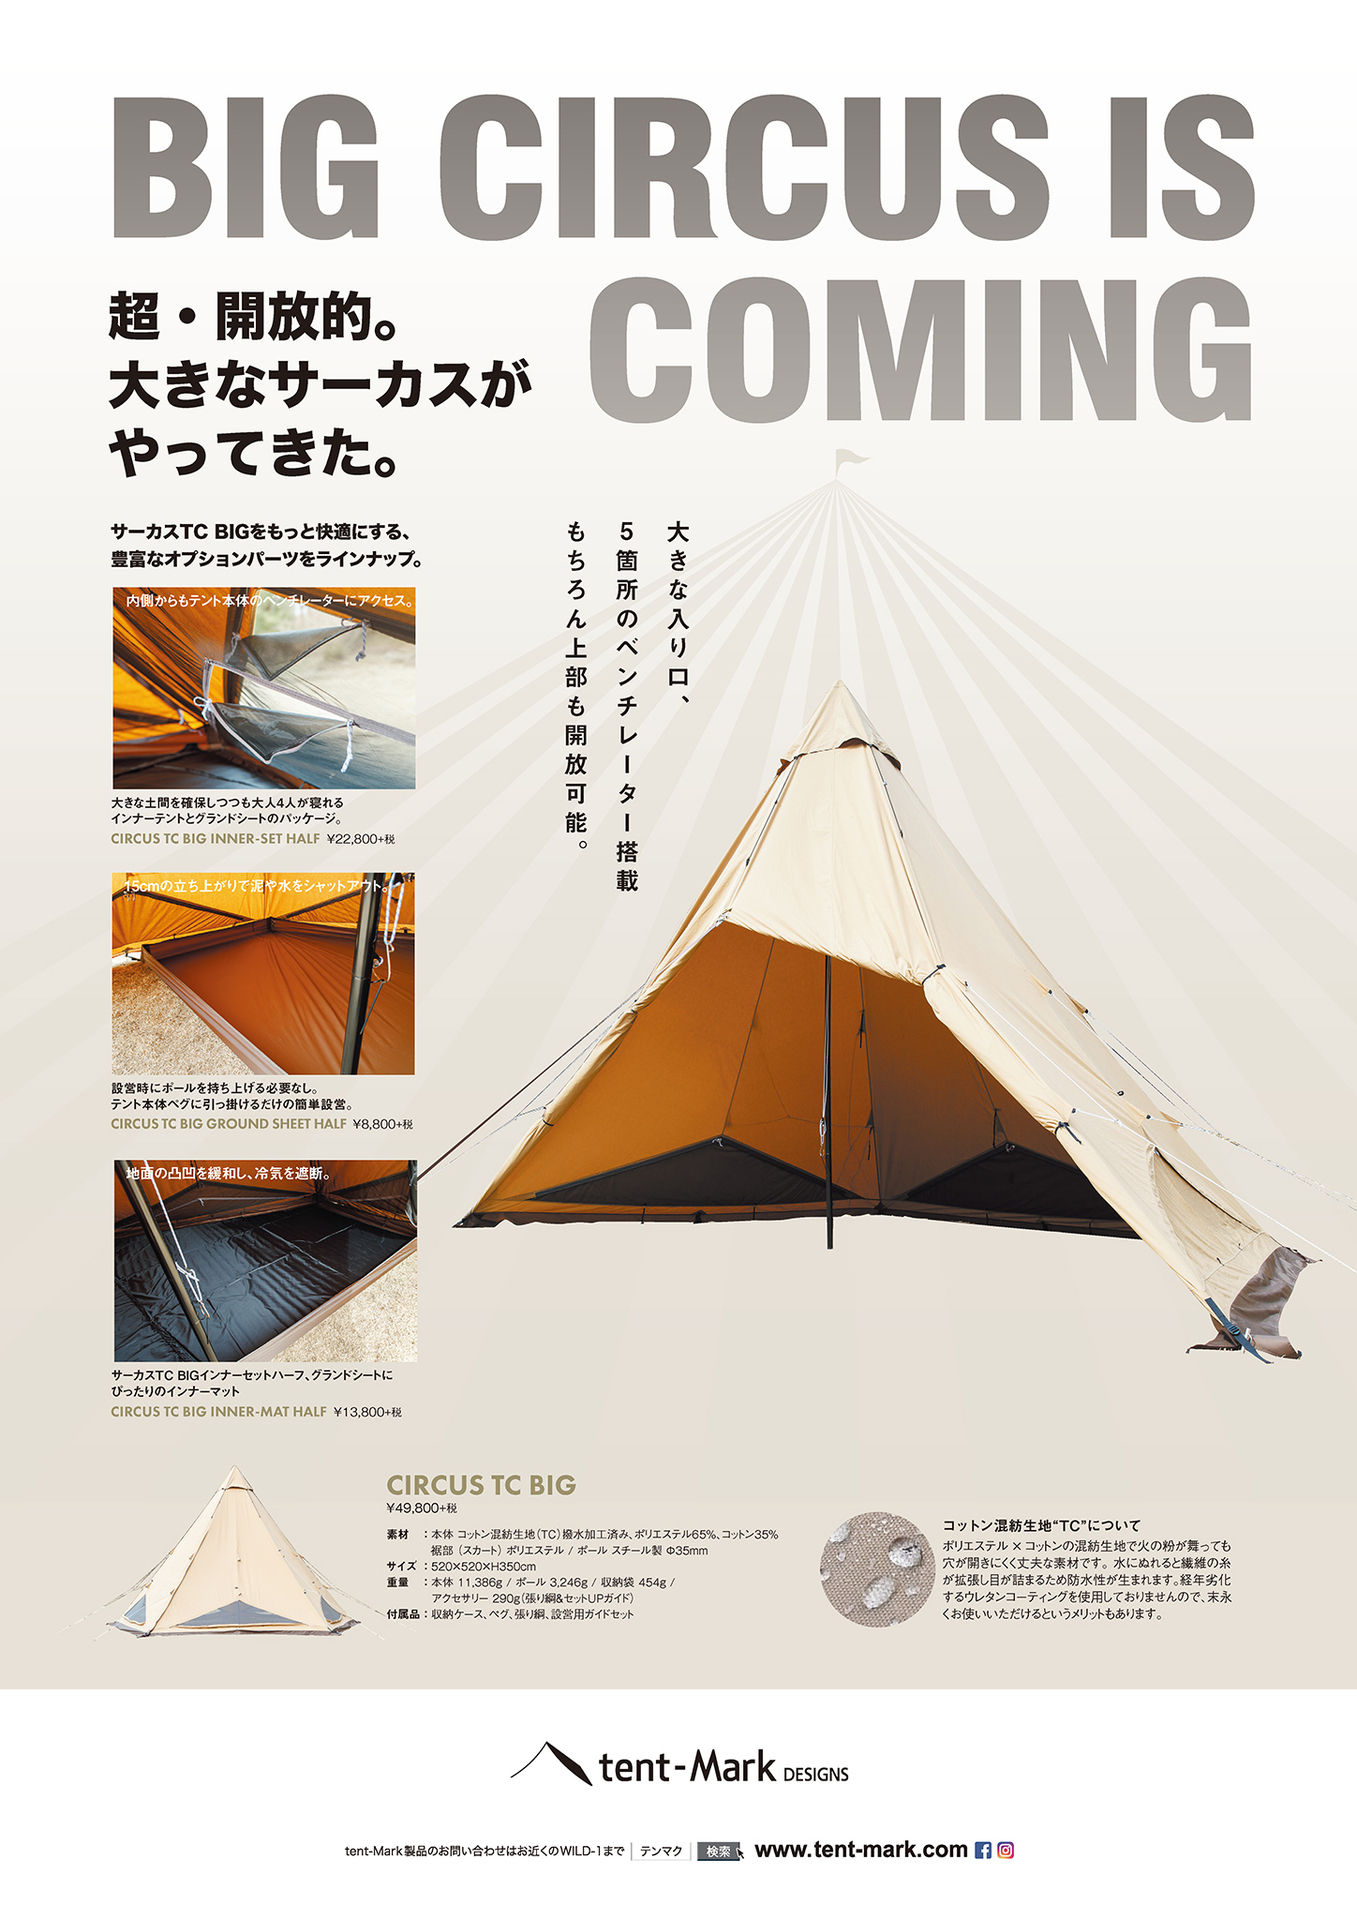 BIG CIRCUS IS
COMING
超・開放的。
大きなサーカスが
やってきた。
サーカスTC BIGをもっと快適にする、
豊富なオプションパーツをラインナップ。
大きな入り口、
5箇所のベンチレーター搭載
もちろん上部も開放可能。
内側からもテント本体のベンチレーターにアクセス。
大きな土間を確保しつつも大人4人が寝れる
インナーテントとグランドシートのパッケージ。
CIRCUS TC BIG INNER-SET HALF ¥22,800+税
15cmの立ち上がりで泥や水をシャットアウト。
設営時にポールを持ち上げる必要なし。
テント本体ペグに引っ掛けるだけの簡単設営。
CIRCUS TC BIG GROUND SHEET HALF ¥8,800+税
地面の凸凹を緩和し、冷気を遮断。
サーカスTC BIGインナーセットハーフ、グランドシートに
ぴったりのインナーマット
CIRCUS TC BIG INNER-MAT HALF ¥13,800+税
CIRCUS TC BIG
¥49,800+税
素材 ：本体 コットン混紡生地（TC）撥水加工済み、ポリエステル65%、コットン35%
裾部（スカート） ポリエステル / ポール スチール製 Φ35mm
サイズ ：520×520×H350cm
重量 ：本体 11,386g / ポール 3,246g / 収納袋 454g /
アクセサリー 290g（張り綱&セットUPガイド）
付属品：収納ケース、ペグ、張り綱、設営用ガイドセット
コットン混紡生地“TC”について
ポリエステル×コットンの混紡生地で火の粉が舞っても
穴が開きにくく丈夫な素材です。水にぬれると繊維の糸
が拡張し目が詰まるため防水性が生まれます。経年劣化
するウレタンコーティングを使用しておりませんので、末永
くお使いいただけるというメリットもあります。
tent-Mark DESIGNS
tent-Mark製品のお問い合わせはお近くのWILD-1まで テンマク 検索 www.tent-mark.com